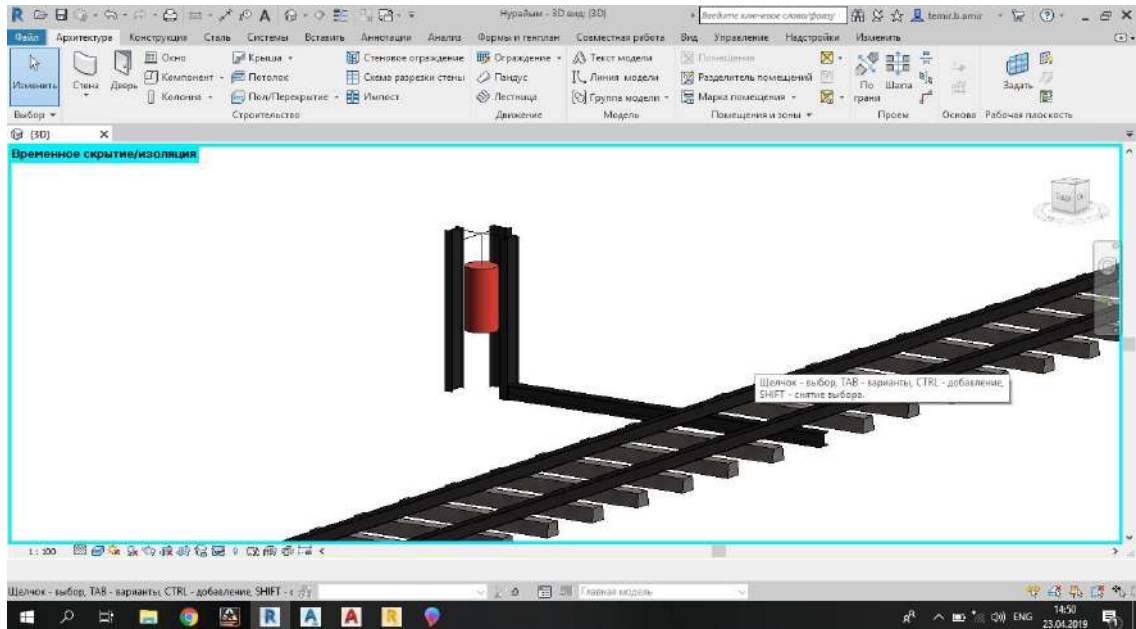 Нурайым - 3D вид: {3D}
Введите ключевое слово/фразу
temir.b.amir
Файл Архитектура Конструкция Сталь Системы Вставить Аннотации Анализ Формы и генплан Совместная работа Вид Управление Надстройки Изменить
Изменить
Стена
Дверь
Окно
Компонент
Колонна
Крыша
Потолок
Пол/Перекрытие
Стеновое ограждение
Схема разрезки стены
Импост
Ограждение
Пандус
Лестница
Текст модели
Линия модели
Группа модели
Помещение
Разделитель помещений
Марка помещения
По грани
Шахта
Задать
Выбор
Строительство
Движение
Модель
Помещения и зоны
Проем
Основа
Рабочая плоскость
{3D}
Временное скрытие/изоляция
Щелчок - выбор, TAB - варианты, CTRL - добавление,
SHIFT - снятие выбора.
1 : 100
Щелчок - выбор, TAB - варианты, CTRL - добавление, SHIFT - с
:0
Главная модель
ENG
14:50
23.04.2019